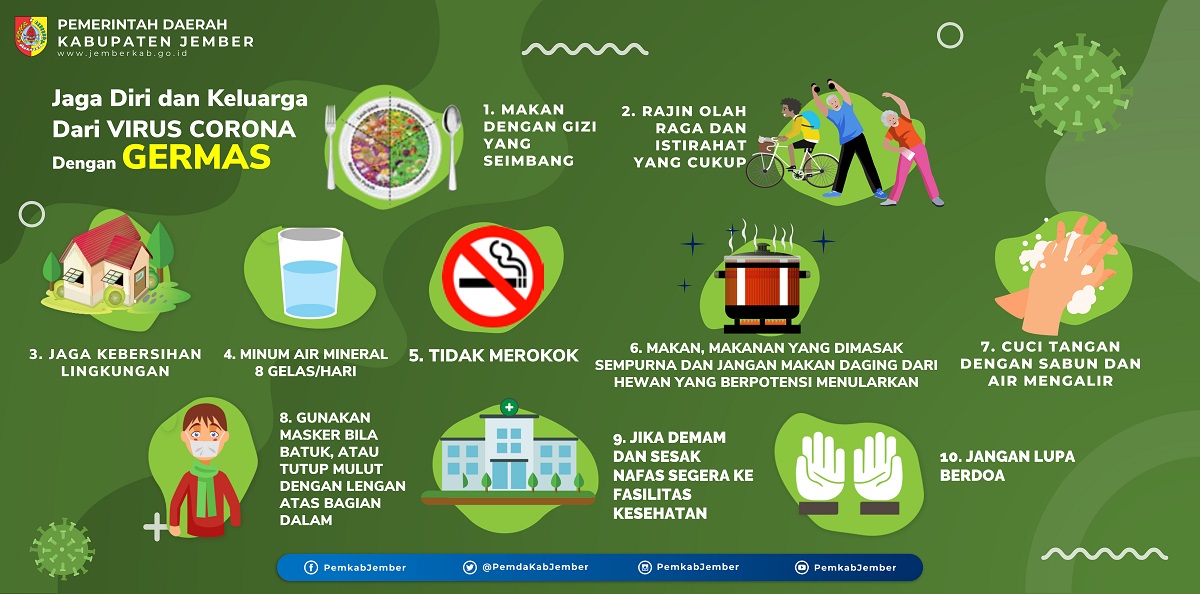 PEMERINTAH DAERAH
KABUPATEN JEMBER
www.jemberkab.go.id
Jaga Diri dan Keluarga
Dari VIRUS CORONA
Dengan GERMAS
1. MAKAN
DENGAN GIZI
YANG
SEIMBANG
2. RAJIN OLAH
RAGA DAN
ISTIRAHAT
YANG CUKUP
3. JAGA KEBERSIHAN
LINGKUNGAN
4. MINUM AIR MINERAL
8 GELAS/HARI
5. TIDAK MEROKOK
6. MAKAN, MAKANAN YANG DIMASAK
SEMPURNA DAN JANGAN MAKAN DAGING DARI
HEWAN YANG BERPOTENSI MENULARKAN
7. CUCI TANGAN
DENGAN SABUN DAN
AIR MENGALIR
8. GUNAKAN
MASKER BILA
BATUK, ATAU
TUTUP MULUT
DENGAN LENGAN
ATAS BAGIAN
DALAM
9. JIKA DEMAM
DAN SESAK
NAFAS SEGERA KE
FASILITAS
KESEHATAN
10. JANGAN LUPA
BERDOA
PemkabJember
@PemdaKabJember
PemkabJember
PemkabJember